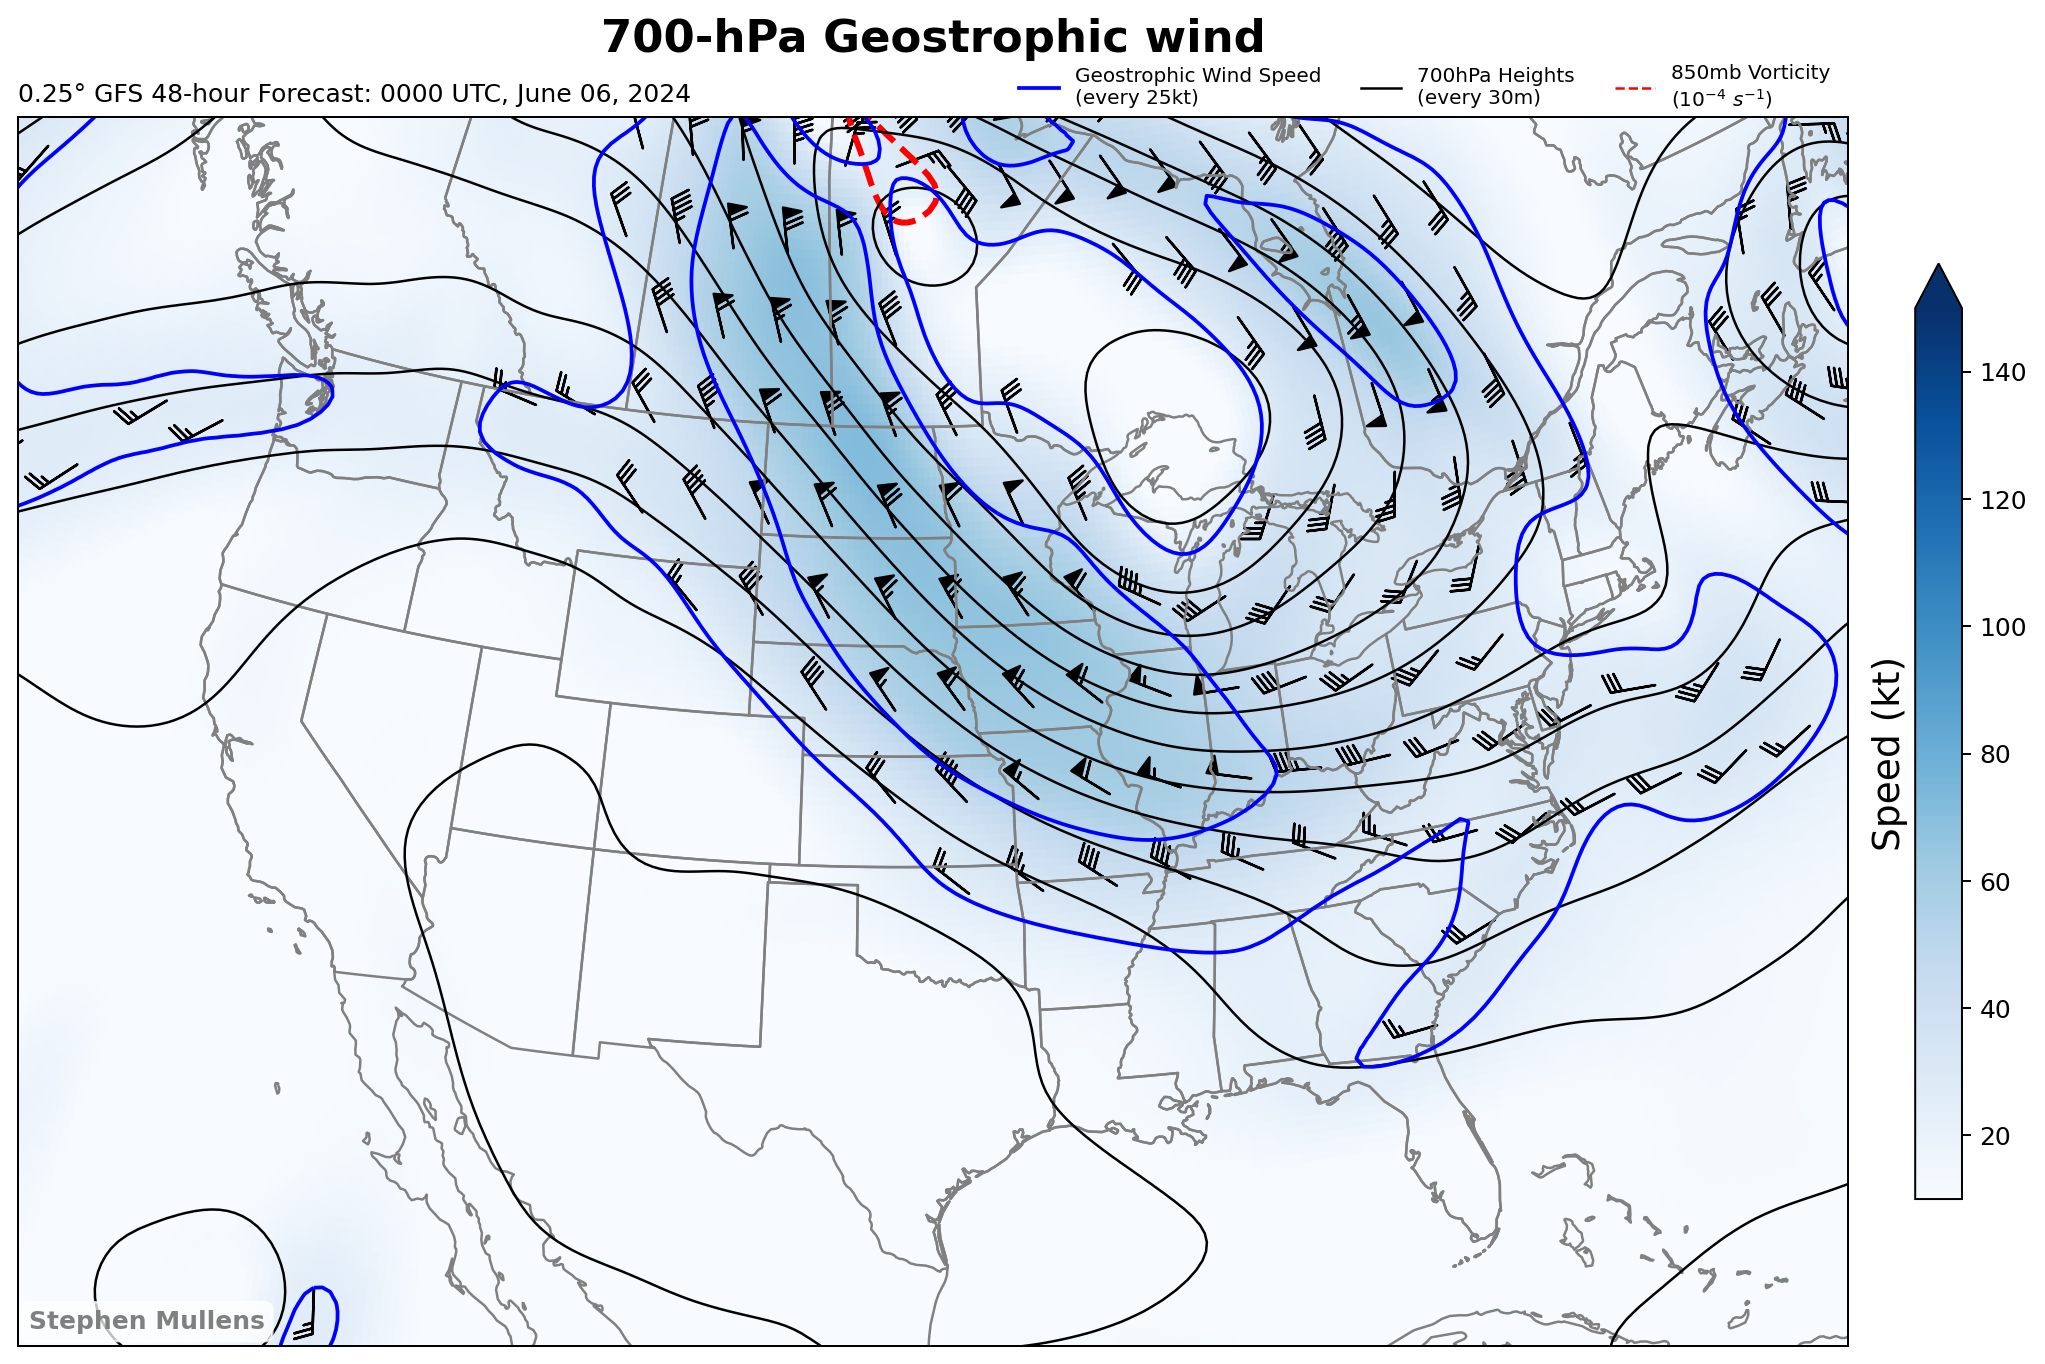 700-hPa Geostrophic wind
0.25° GFS 48-hour Forecast: 0000 UTC, June 06, 2024
Geostrophic Wind Speed
(every 25kt)
700hPa Heights
(every 30m)
850mb Vorticity
(10⁻⁴ s⁻¹)
140
120
100
80
60
40
20
Speed (kt)
Stephen Mullens